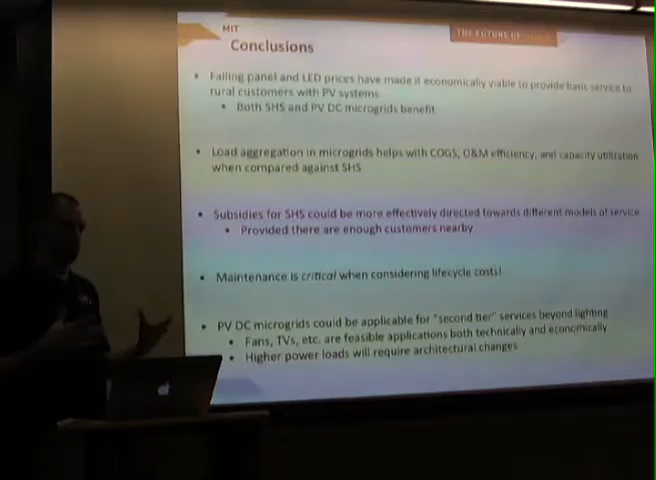 MIT
THE FUTURE OF
Conclusions
• Falling panel and LED prices have made it economically viable to provide basic service to
rural customers with PV systems
• Both SHS and PV DC microgrids benefit
• Load aggregation in microgrids helps with COGS, O&M efficiency, and capacity utilization
when compared against SHS
• Subsidies for SHS could be more effectively directed towards different models of service
• Provided there are enough customers nearby
• Maintenance is critical when considering lifecycle costs!
• PV DC microgrids could be applicable for "second tier" services beyond lighting
• Fans, TVs, etc. are feasible applications both technically and economically
• Higher power loads will require architectural changes